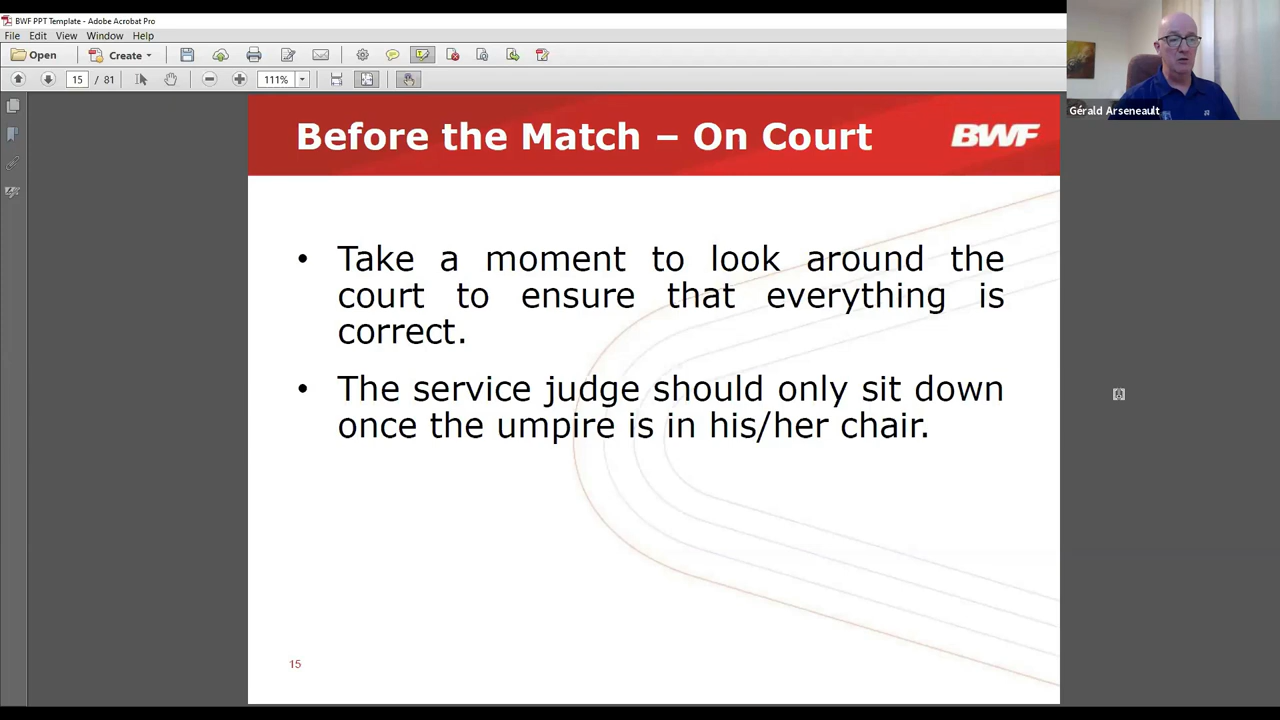 BWF PPT Template - Adobe Acrobat Pro
File Edit View Window Help
Open Create
15 / 81 111%
Gérald Arseneault
Before the Match – On Court
BWF
• Take a moment to look around the
court to ensure that everything is
correct.
• The service judge should only sit down
once the umpire is in his/her chair.
15